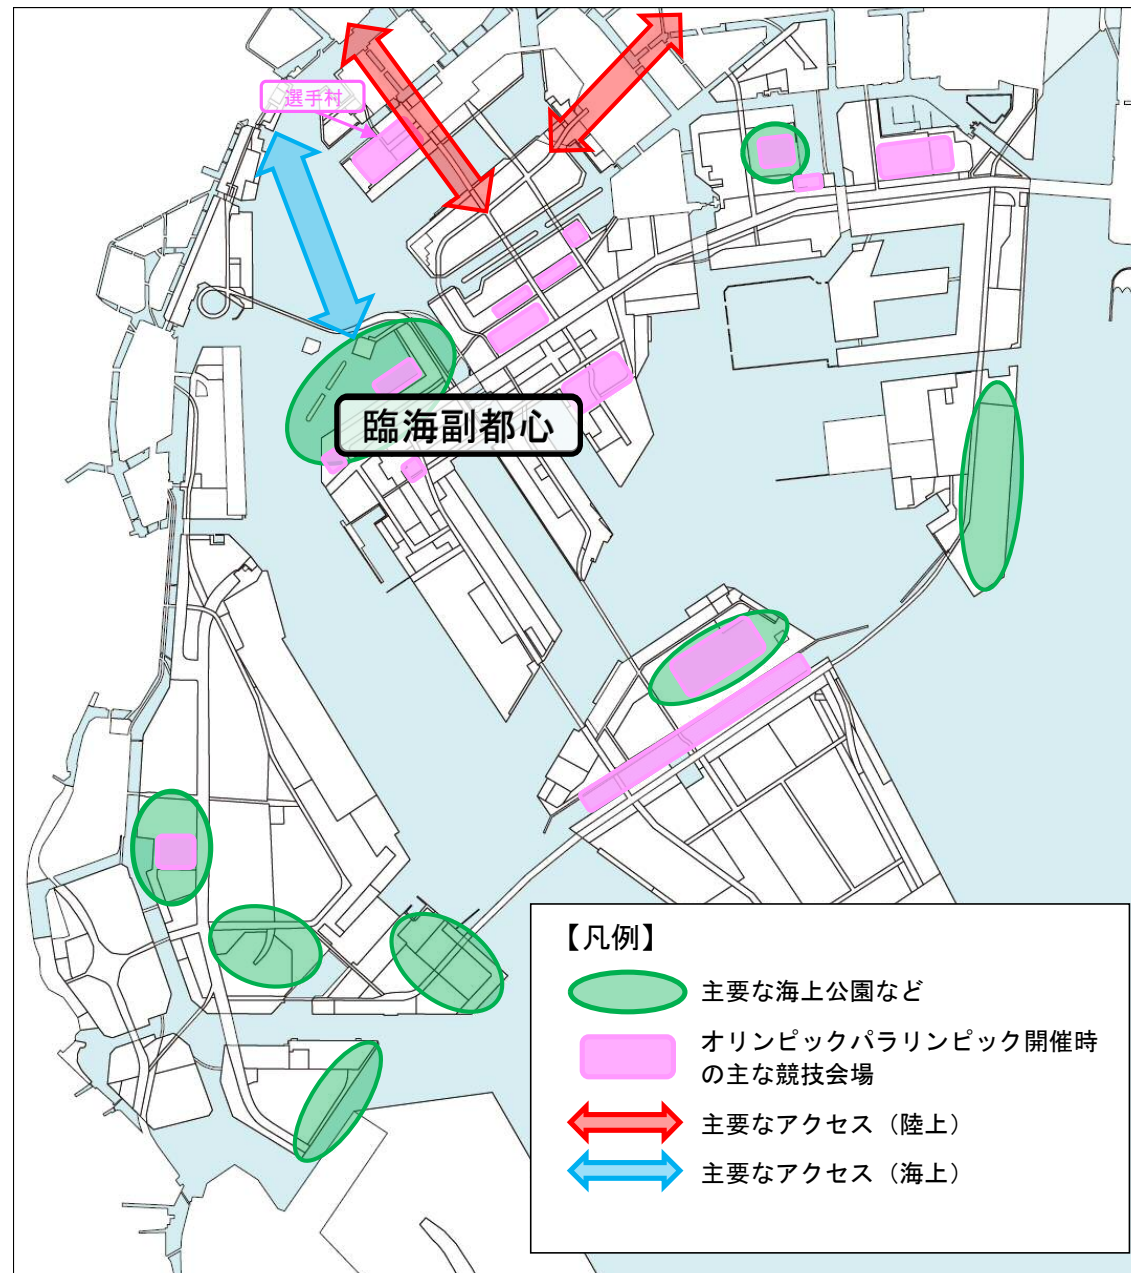 選手村
臨海副都心
【凡例】
主要な海上公園など
オリンピックパラリンピック開催時
の主な競技会場
主要なアクセス（陸上）
主要なアクセス（海上）